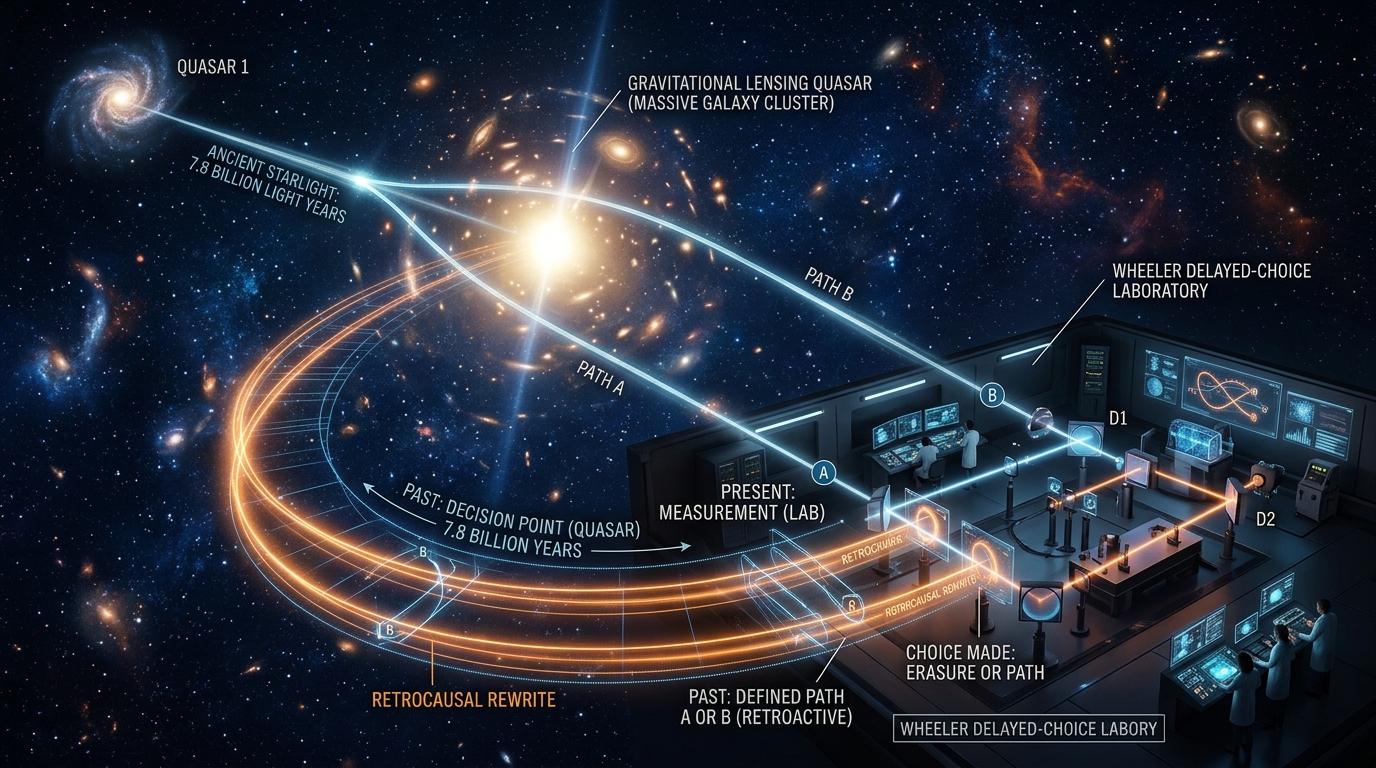 QUASAR 1
GRAVITATIONAL LENSING QUASAR
(MASSIVE GALAXY CLUSTER)
ANCIENT STARLIGHT:
7.8 BILLION LIGHT YEARS
PATH B
WHEELER DELAYED-CHOICE
LABORATORY
PATH A
B
D1
A
PRESENT:
MEASUREMENT (LAB)
D2
PAST: DECISION POINT (QUASAR)
7.8 BILLION YEARS
B
B
RETROCAUSAL REWRITE
PAST: DEFINED PATH
A OR B (RETROACTIVE)
CHOICE MADE:
ERASURE OR PATH
WHEELER DELAYED-CHOICE LABORY